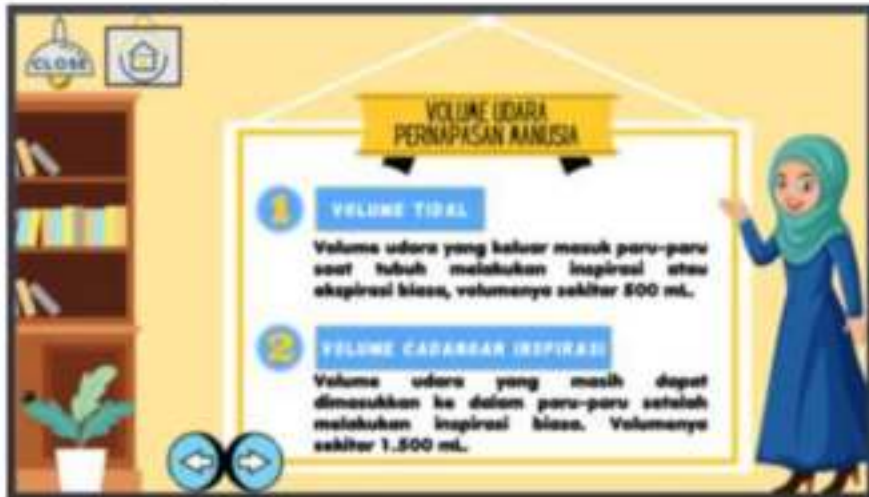 CLOSE
VOLUME UDARA
PERNAPASAN MANUSIA
1 VOLUME TIDAL
Volume udara yang keluar masuk paru-paru
saat tubuh melakukan inspirasi atau
ekspirasi biasa, volumenya sekitar 500 mL.
2 VOLUME CADANGAN INSPIRASI
Volume udara yang masih dapat
dimasukkan ke dalam paru-paru setelah
melakukan inspirasi biasa. Volumenya
sekitar 1.500 mL.